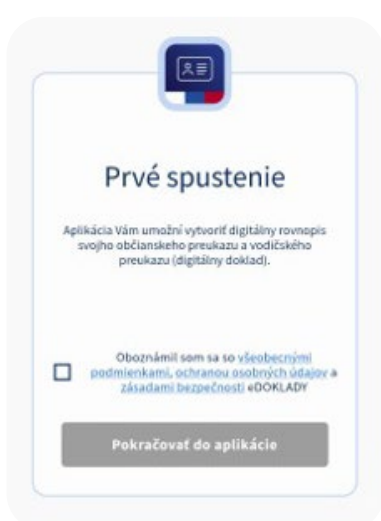 Prvé spustenie
Aplikácia Vám umožní vytvoriť digitálny rovnopis
svojho občianskeho preukazu a vodičského
preukazu (digitálny doklad).
Oboznámil som sa so všeobecnými
podmienkami, ochranou osobných údajov a
zásadami bezpečnosti eDOKLADY
Pokračovať do aplikácie